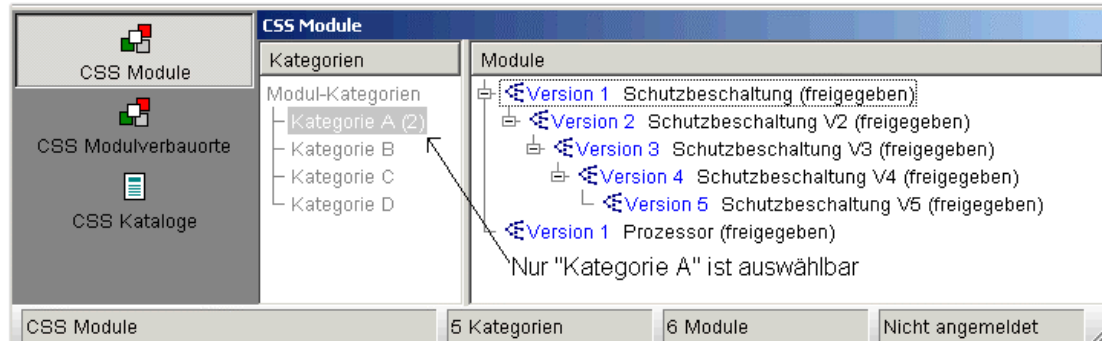 CSS Module
CSS Modulverbauorte
CSS Kataloge
CSS Module
Kategorien
Modul-Kategorien
Kategorie A (2)
Kategorie B
Kategorie C
Kategorie D
Module
Version 1 Schutzbeschaltung (freigegeben)
Version 2 Schutzbeschaltung V2 (freigegeben)
Version 3 Schutzbeschaltung V3 (freigegeben)
Version 4 Schutzbeschaltung V4 (freigegeben)
Version 5 Schutzbeschaltung V5 (freigegeben)
Version 1 Prozessor (freigegeben)
Nur "Kategorie A" ist auswählbar
CSS Module
5 Kategorien
6 Module
Nicht angemeldet